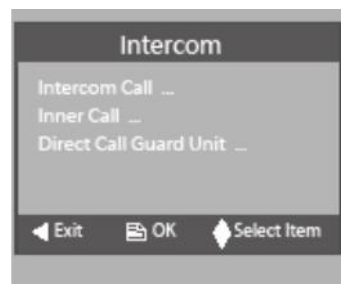 Intercom
Intercom Call ...
Inner Call ...
Direct Call Guard Unit ...
Exit OK Select Item